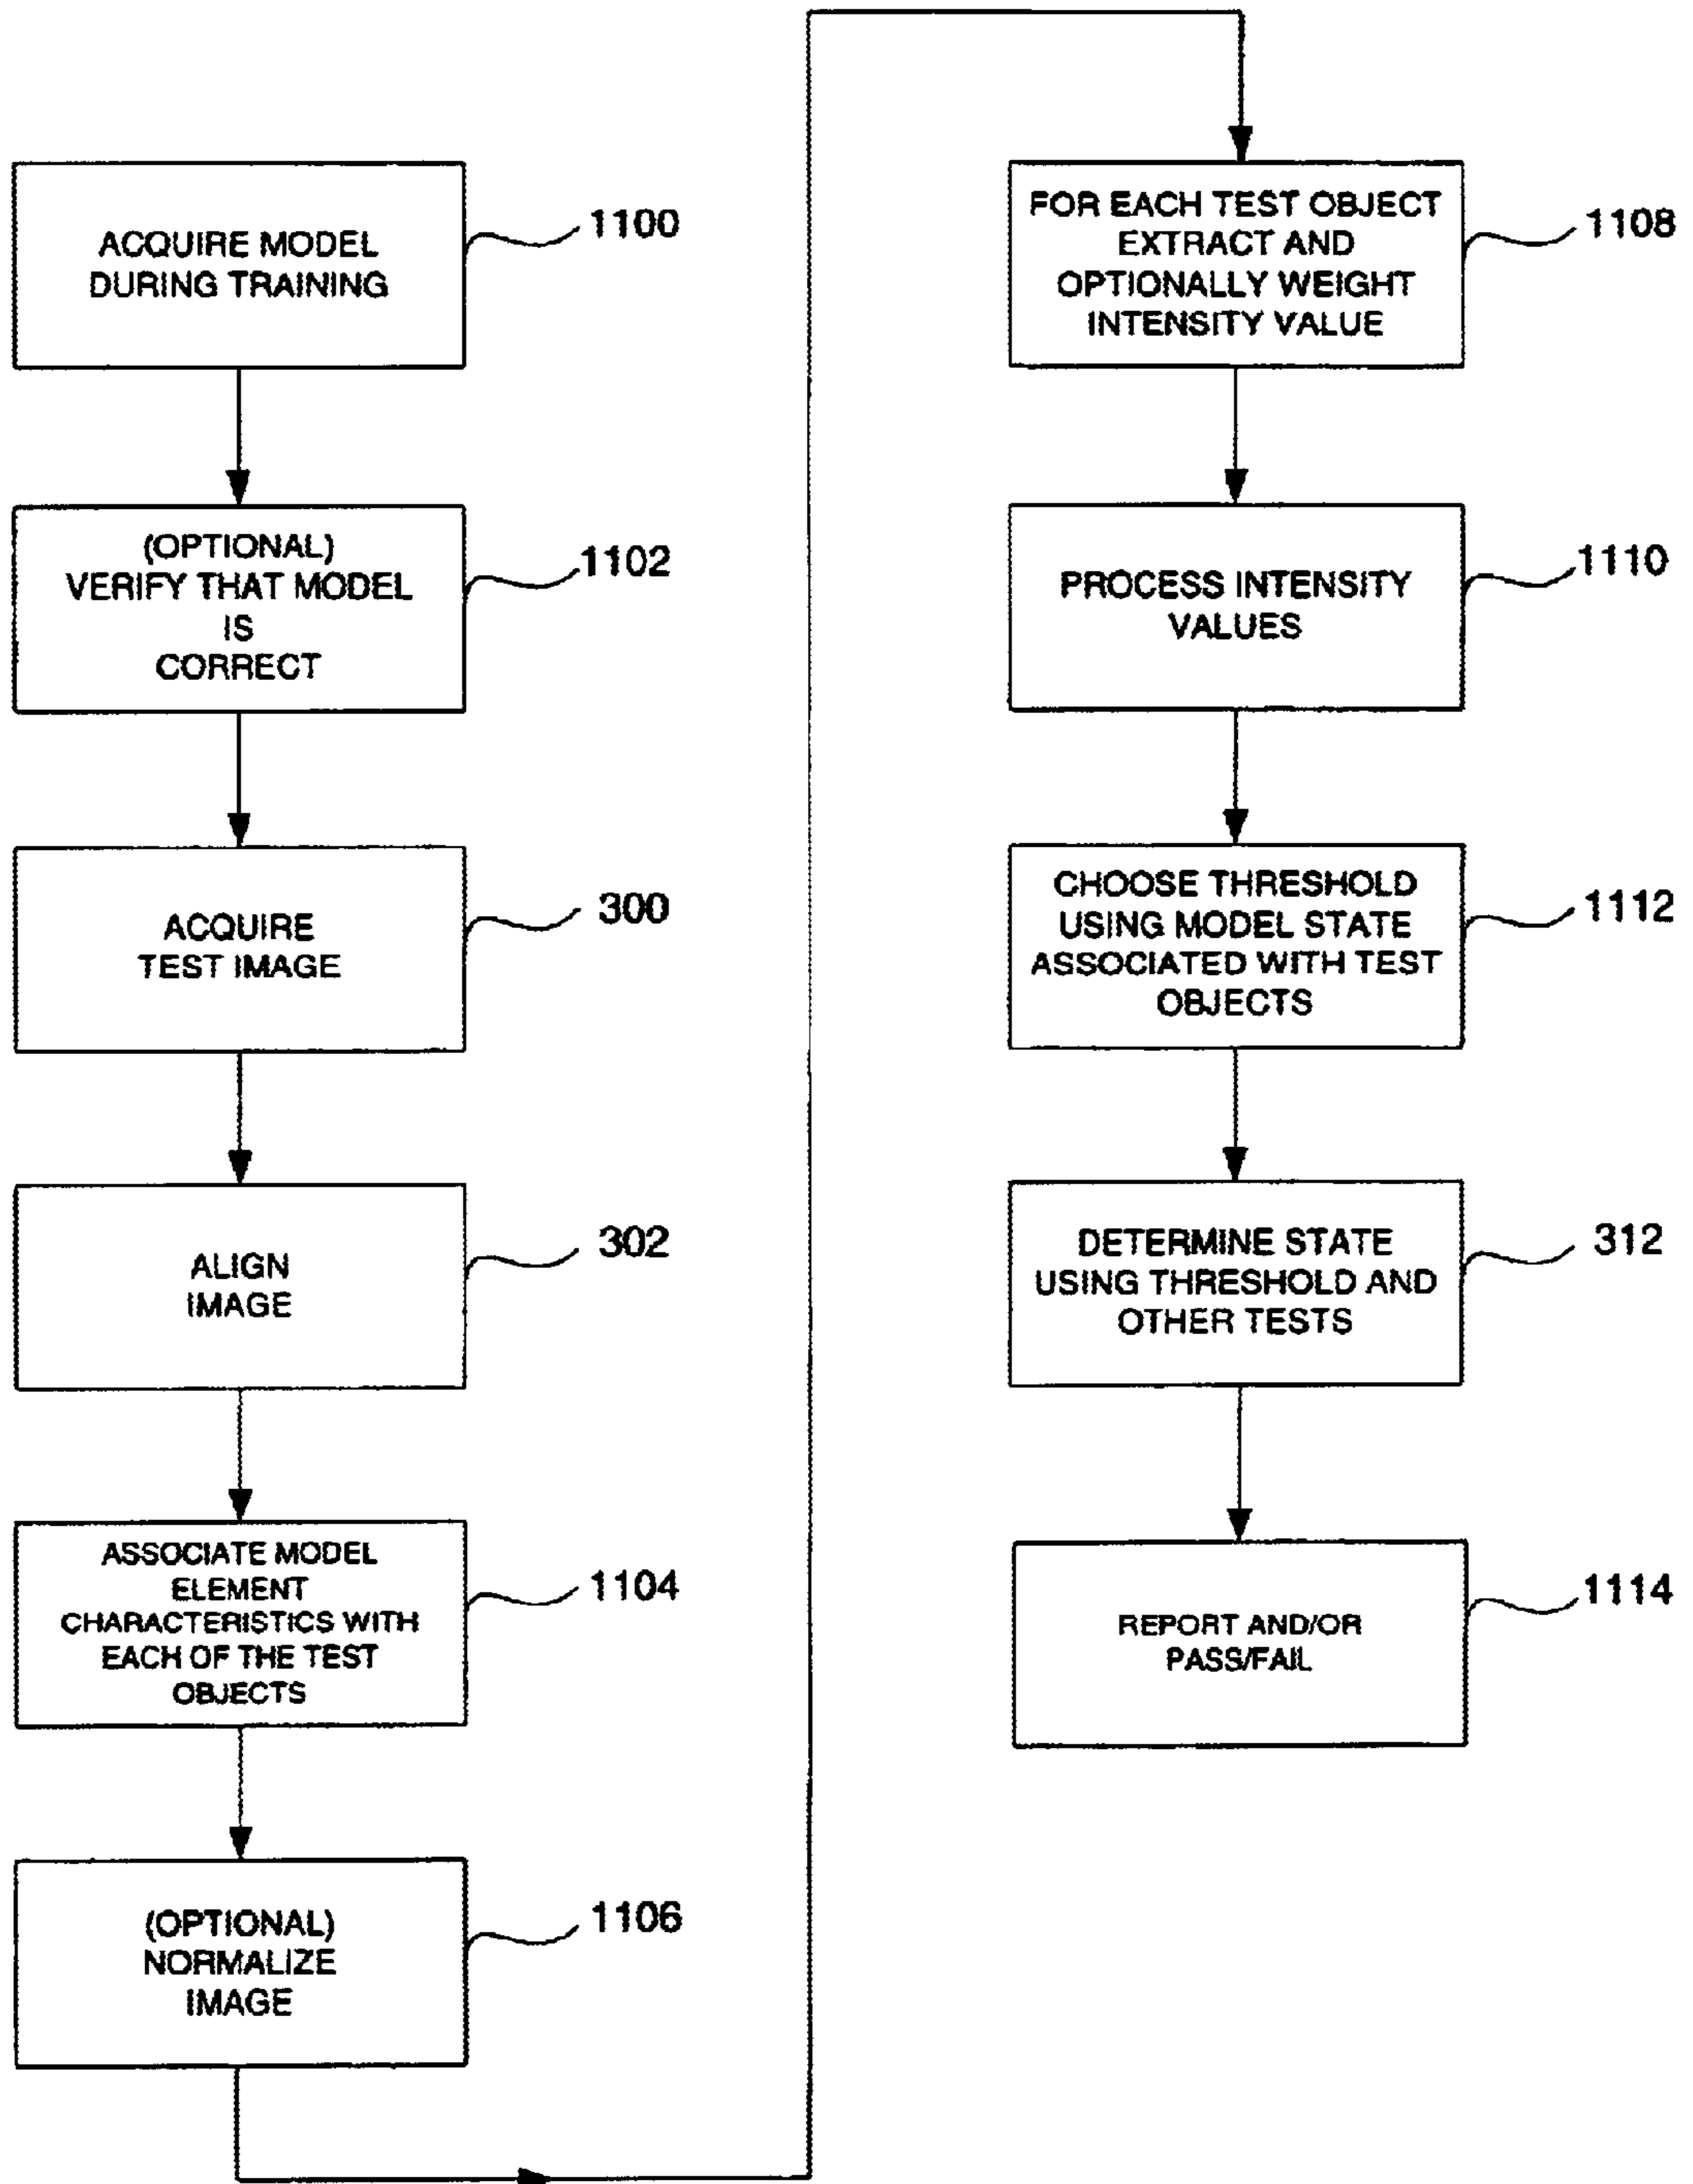 ACQUIRE MODEL
DURING TRAINING
1100
(OPTIONAL)
VERIFY THAT MODEL
IS
CORRECT
1102
ACQUIRE
TEST IMAGE
300
ALIGN
IMAGE
302
ASSOCIATE MODEL
ELEMENT
CHARACTERISTICS WITH
EACH OF THE TEST
OBJECTS
1104
(OPTIONAL)
NORMALIZE
IMAGE
1106
FOR EACH TEST OBJECT
EXTRACT AND
OPTIONALLY WEIGHT
INTENSITY VALUE
1108
PROCESS INTENSITY
VALUES
1110
CHOOSE THRESHOLD
USING MODEL STATE
ASSOCIATED WITH TEST
OBJECTS
1112
DETERMINE STATE
USING THRESHOLD AND
OTHER TESTS
312
REPORT AND/OR
PASS/FAIL
1114